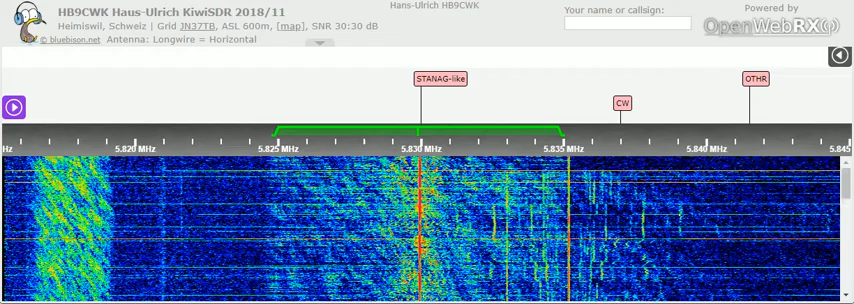 HB9CWK Haus-Ulrich KiwiSDR 2018/11
Hans-Ulrich HB9CWK
Heimiswil, Schweiz | Grid JN37TB, ASL 600m, [map], SNR 30:30 dB
© bluebison.net Antenna: Longwire = Horizontal
Your name or callsign:
Powered by
OpenWebRX
STANAG-like
CW
OTHR
Hz 5.820 MHz 5.825 MHz 5.830 MHz 5.835 MHz 5.840 MHz 5.845